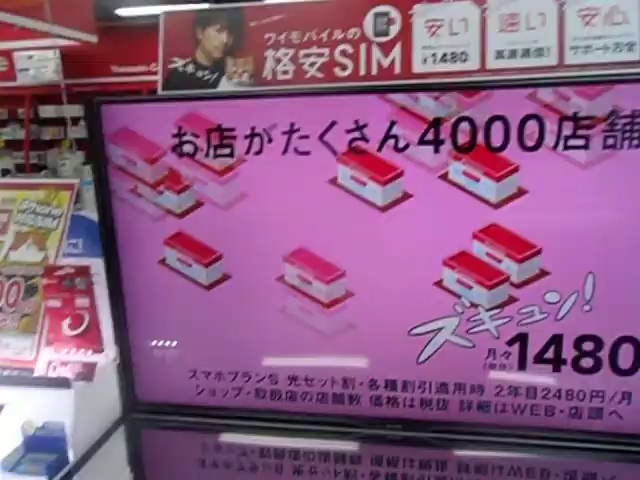 ワイモバイルの
格安SIM
ズキュン!
安い
¥1480
速い
高速通信!
安心
サポート万全
お店がたくさん4000店舗
ズキュン!
月々
1480
スマホプランS 光セット割・各種割引適用時 2年目2480円/月
ショップ・取扱店の店舗数 価格は税抜 詳細はWEB・店頭へ